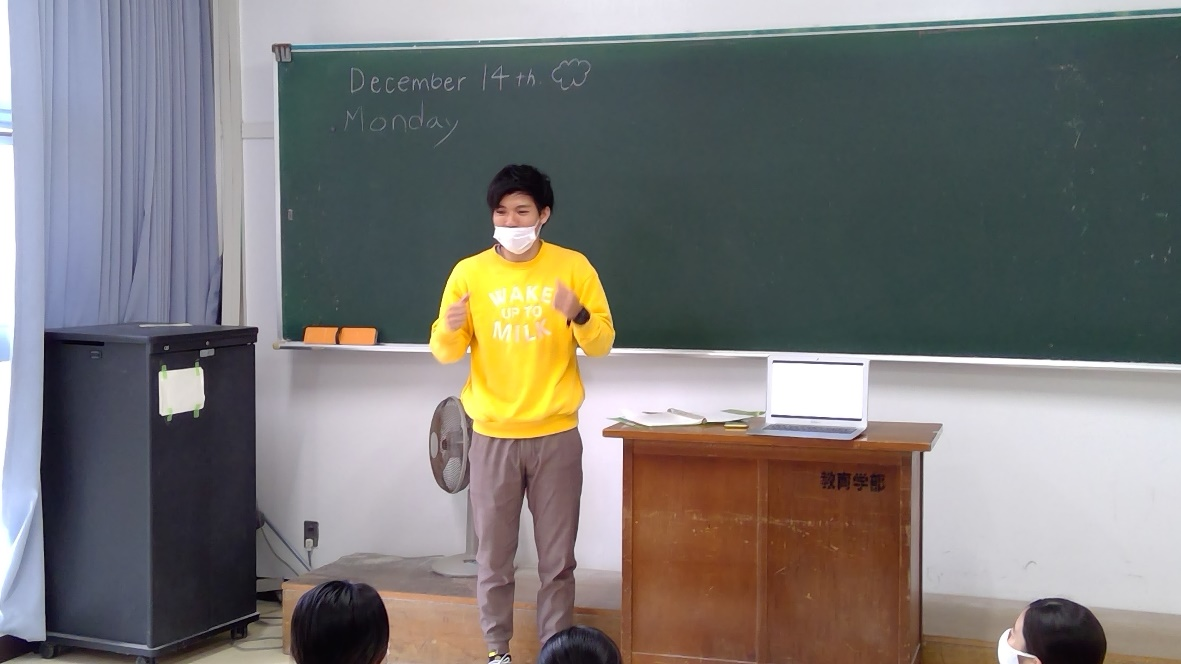 December 14th.
Monday
WAKE
UP TO
MILK
教育学部